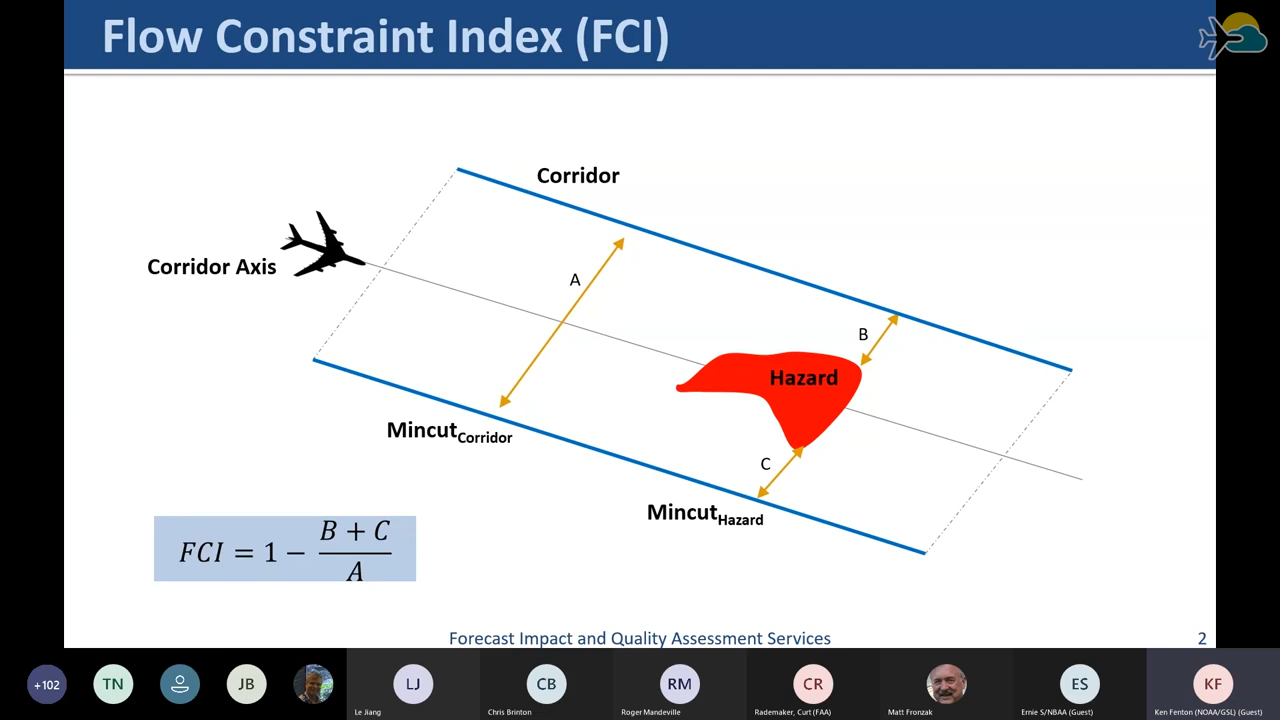 Flow Constraint Index (FCI)
Corridor
Corridor Axis
A
B
Hazard
Mincut_Corridor
C
Mincut_Hazard
FCI = 1 − (B + C)/A
Forecast Impact and Quality Assessment Services
2
+102
TN
JB
LJ
CB
RM
CR
ES
KF
Le Jiang
Chris Brinton
Roger Mandeville
Rademaker, Curt (FAA)
Matt Fronzak
Ernie S/NBAA (Guest)
Ken Fenton (NOAA/GSL) (Guest)